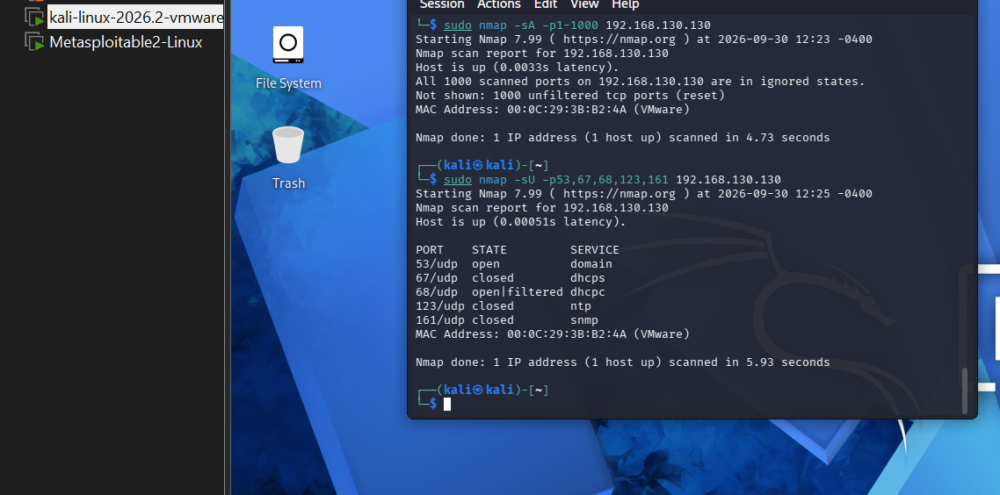 kali-linux-2026.2-vmware
Metasploitable2-Linux
File System
Trash
Session Actions Edit View Help
└─$ sudo nmap -sA -p1-1000 192.168.130.130
Starting Nmap 7.99 ( https://nmap.org ) at 2026-09-30 12:23 -0400
Nmap scan report for 192.168.130.130
Host is up (0.0033s latency).
All 1000 scanned ports on 192.168.130.130 are in ignored states.
Not shown: 1000 unfiltered tcp ports (reset)
MAC Address: 00:0C:29:3B:B2:4A (VMware)
Nmap done: 1 IP address (1 host up) scanned in 4.73 seconds
┌──(kali㉿kali)-[~]
└─$ sudo nmap -sU -p53,67,68,123,161 192.168.130.130
Starting Nmap 7.99 ( https://nmap.org ) at 2026-09-30 12:25 -0400
Nmap scan report for 192.168.130.130
Host is up (0.00051s latency).
PORT    STATE         SERVICE
53/udp  open          domain
67/udp  closed        dhcps
68/udp  open|filtered dhcpc
123/udp closed        ntp
161/udp closed        snmp
MAC Address: 00:0C:29:3B:B2:4A (VMware)
Nmap done: 1 IP address (1 host up) scanned in 5.93 seconds
┌──(kali㉿kali)-[~]
└─$